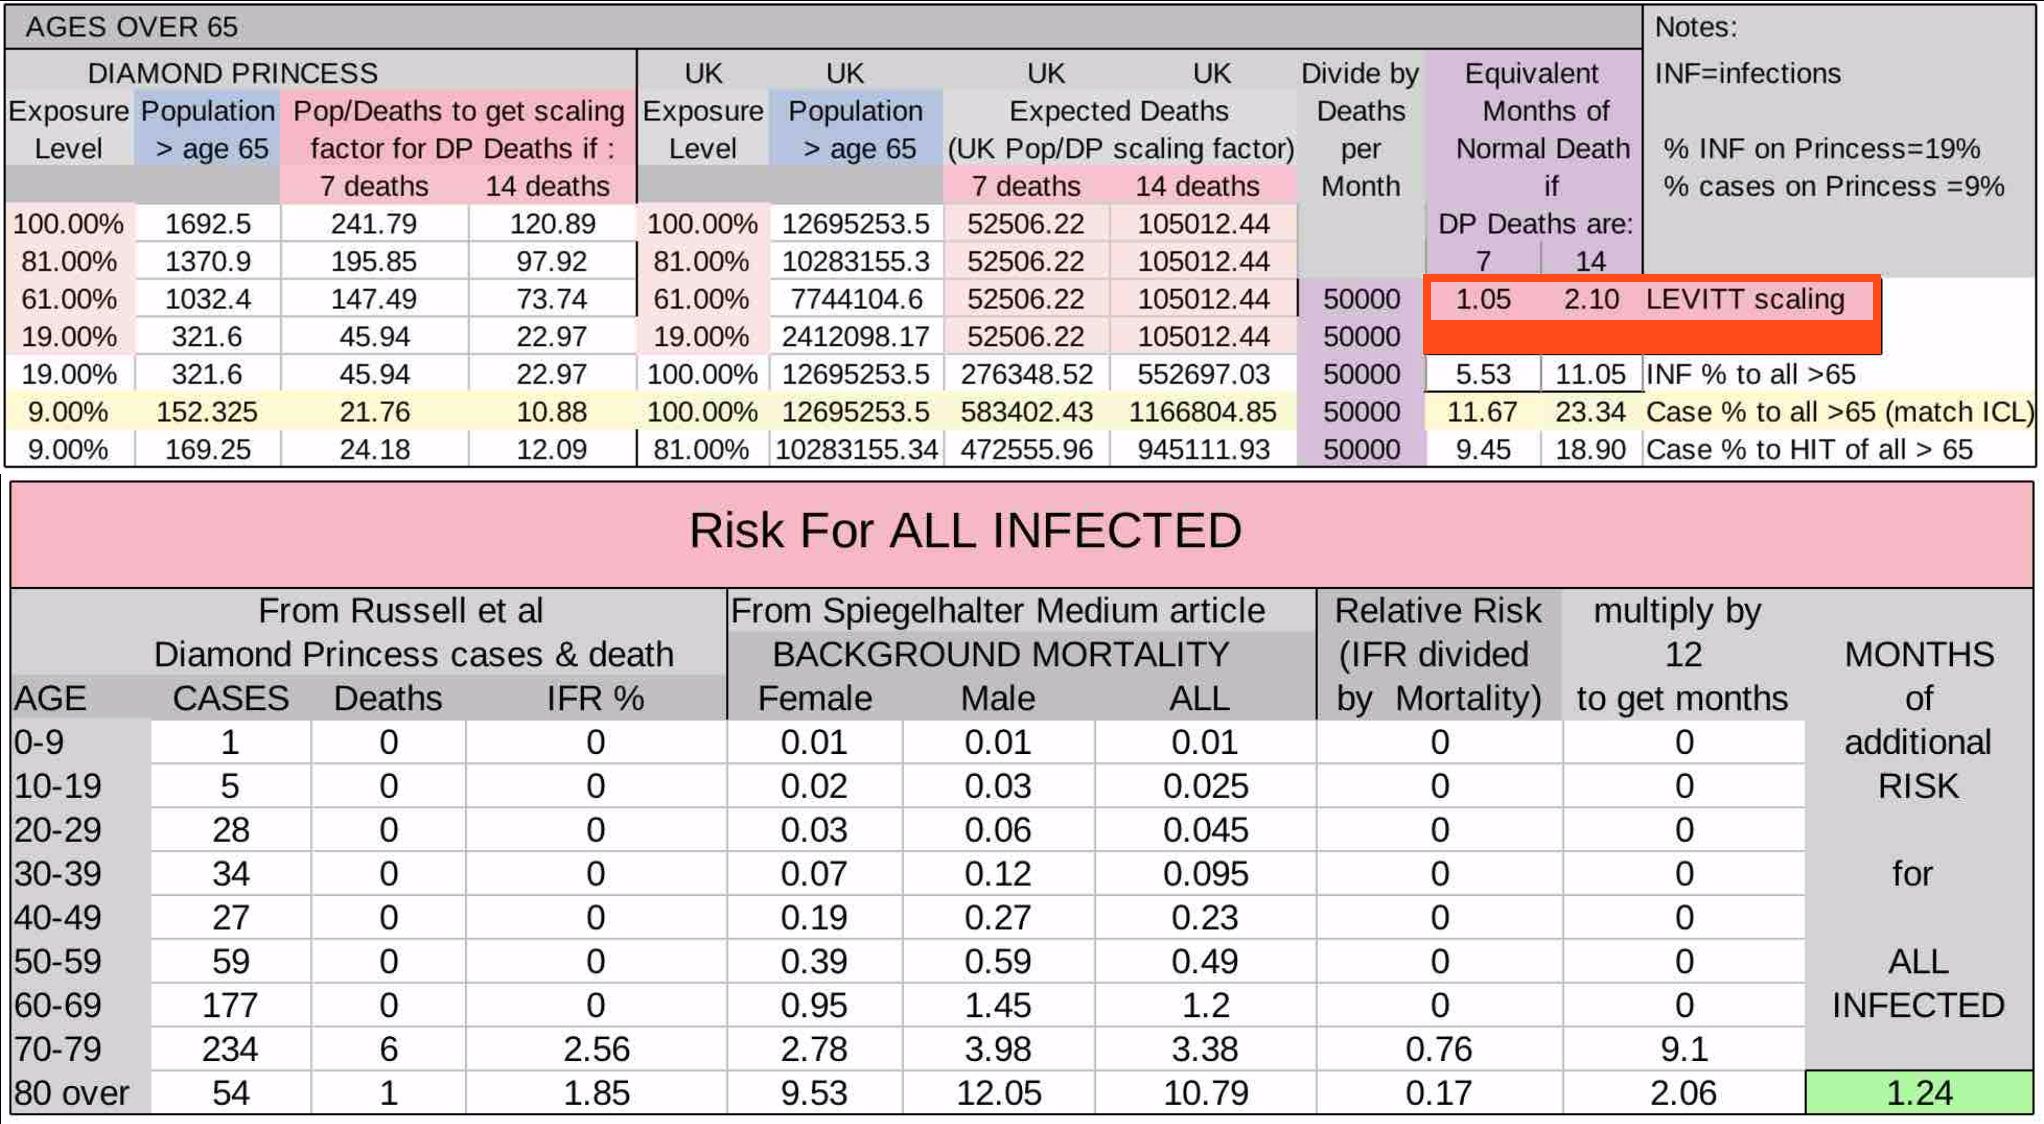 AGES OVER 65 Notes:
DIAMOND PRINCESS UK UK UK UK Divide by Equivalent INF=infections
Exposure Population Pop/Deaths to get scaling Exposure Population Expected Deaths Deaths Months of
Level > age 65 factor for DP Deaths if : Level > age 65 (UK Pop/DP scaling factor) per Normal Death % INF on Princess=19%
7 deaths 14 deaths 7 deaths 14 deaths Month if % cases on Princess =9%
100.00% 1692.5 241.79 120.89 100.00% 12695253.5 52506.22 105012.44 DP Deaths are:
81.00% 1370.9 195.85 97.92 81.00% 10283155.3 52506.22 105012.44 7 14
61.00% 1032.4 147.49 73.74 61.00% 7744104.6 52506.22 105012.44 50000 1.05 2.10 LEVITT scaling
19.00% 321.6 45.94 22.97 19.00% 2412098.17 52506.22 105012.44 50000
19.00% 321.6 45.94 22.97 100.00% 12695253.5 276348.52 552697.03 50000 5.53 11.05 INF % to all >65
9.00% 152.325 21.76 10.88 100.00% 12695253.5 583402.43 1166804.85 50000 11.67 23.34 Case % to all >65 (match ICL)
9.00% 169.25 24.18 12.09 81.00% 10283155.34 472555.96 945111.93 50000 9.45 18.90 Case % to HIT of all > 65
Risk For ALL INFECTED
From Russell et al From Spiegelhalter Medium article Relative Risk multiply by
Diamond Princess cases & death BACKGROUND MORTALITY (IFR divided 12 MONTHS
AGE CASES Deaths IFR % Female Male ALL by Mortality) to get months of
0-9 1 0 0 0.01 0.01 0.01 0 0 additional
10-19 5 0 0 0.02 0.03 0.025 0 0 RISK
20-29 28 0 0 0.03 0.06 0.045 0 0
30-39 34 0 0 0.07 0.12 0.095 0 0 for
40-49 27 0 0 0.19 0.27 0.23 0 0
50-59 59 0 0 0.39 0.59 0.49 0 0 ALL
60-69 177 0 0 0.95 1.45 1.2 0 0 INFECTED
70-79 234 6 2.56 2.78 3.98 3.38 0.76 9.1
80 over 54 1 1.85 9.53 12.05 10.79 0.17 2.06 1.24